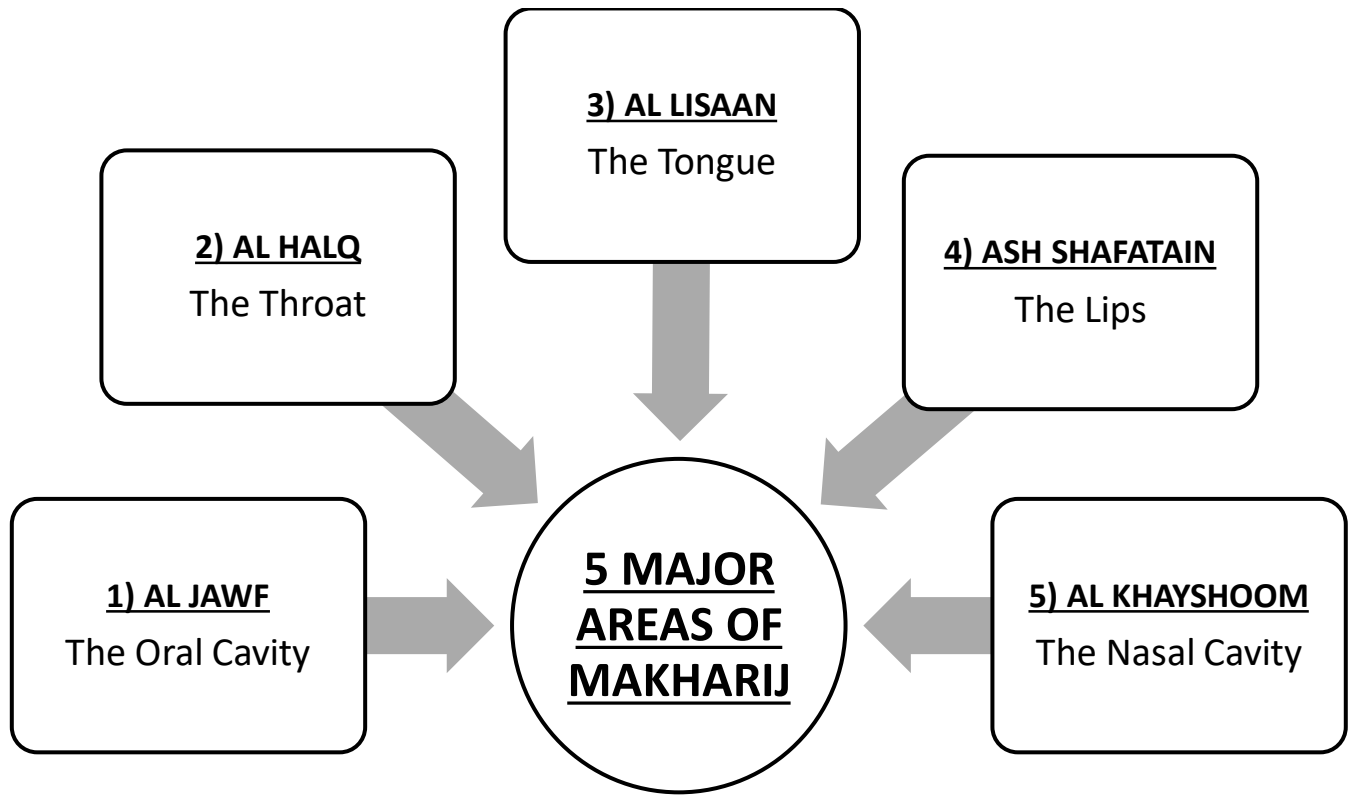 1) AL JAWF
The Oral Cavity
2) AL HALQ
The Throat
3) AL LISAAN
The Tongue
4) ASH SHAFATAIN
The Lips
5) AL KHAYSHOOM
The Nasal Cavity
5 MAJOR
AREAS OF
MAKHARIJ